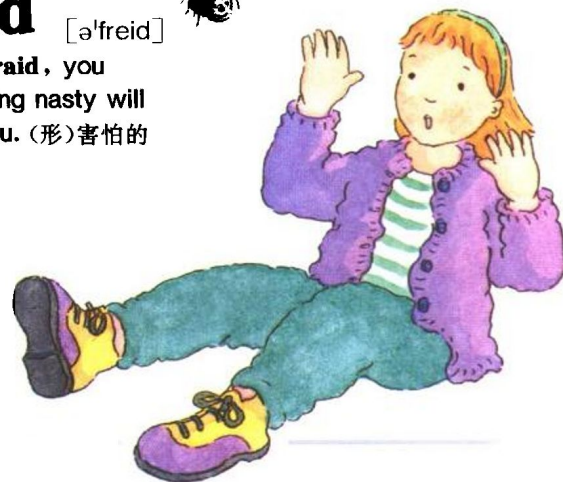 d [ə'freid]
raid, you
ng nasty will
u. (形)害怕的